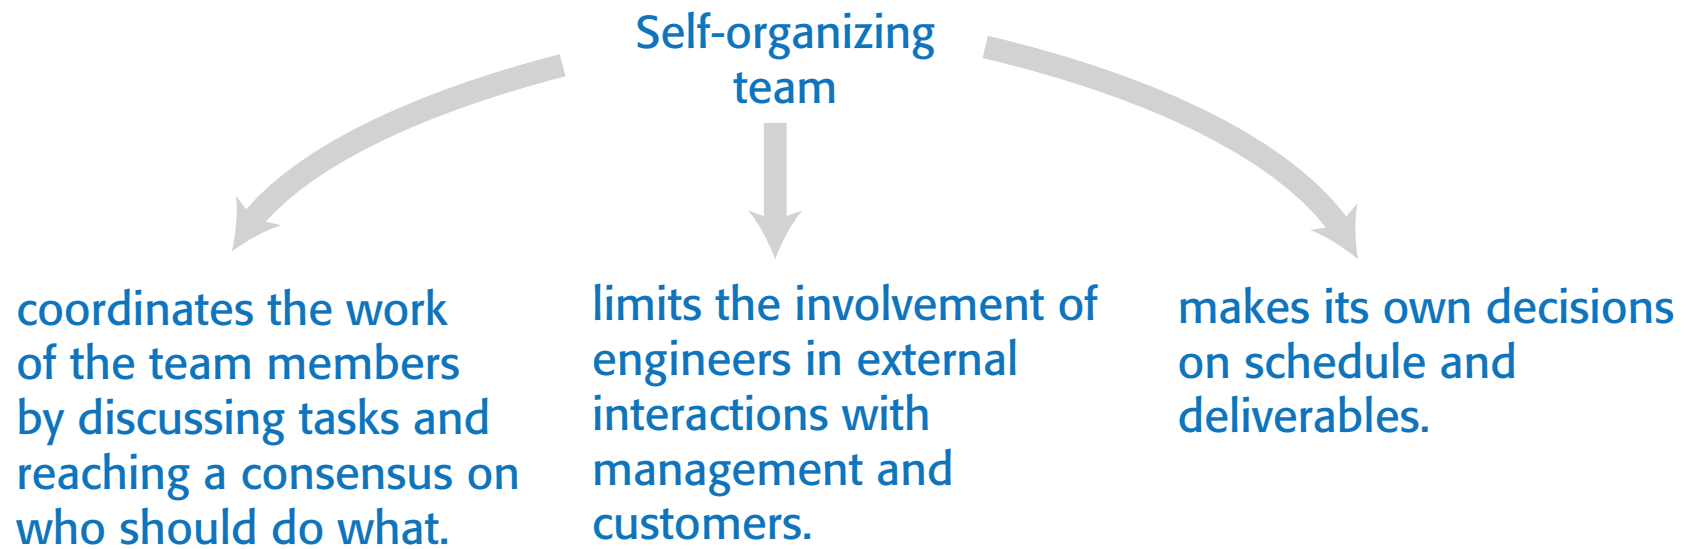 Self-organizing
team
coordinates the work
of the team members
by discussing tasks and
reaching a consensus on
who should do what.
limits the involvement of
engineers in external
interactions with
management and
customers.
makes its own decisions
on schedule and
deliverables.